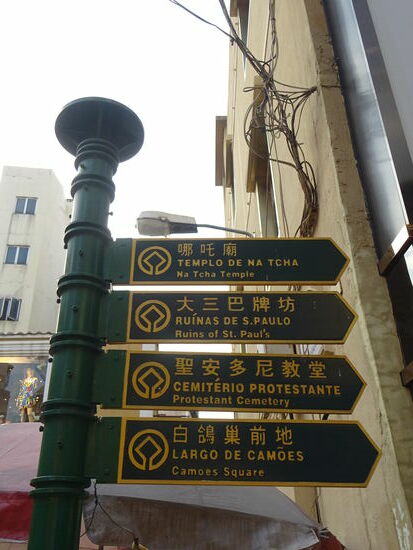 哪吒廟
TEMPLO DE NA TCHA
Na Tcha Temple
大三巴牌坊
RUÍNAS DE S.PAULO
Ruins of St. Paul's
聖安多尼教堂
CEMITÉRIO PROTESTANTE
Protestant Cemetery
白鴿巢前地
LARGO DE CAMÕES
Camoes Square